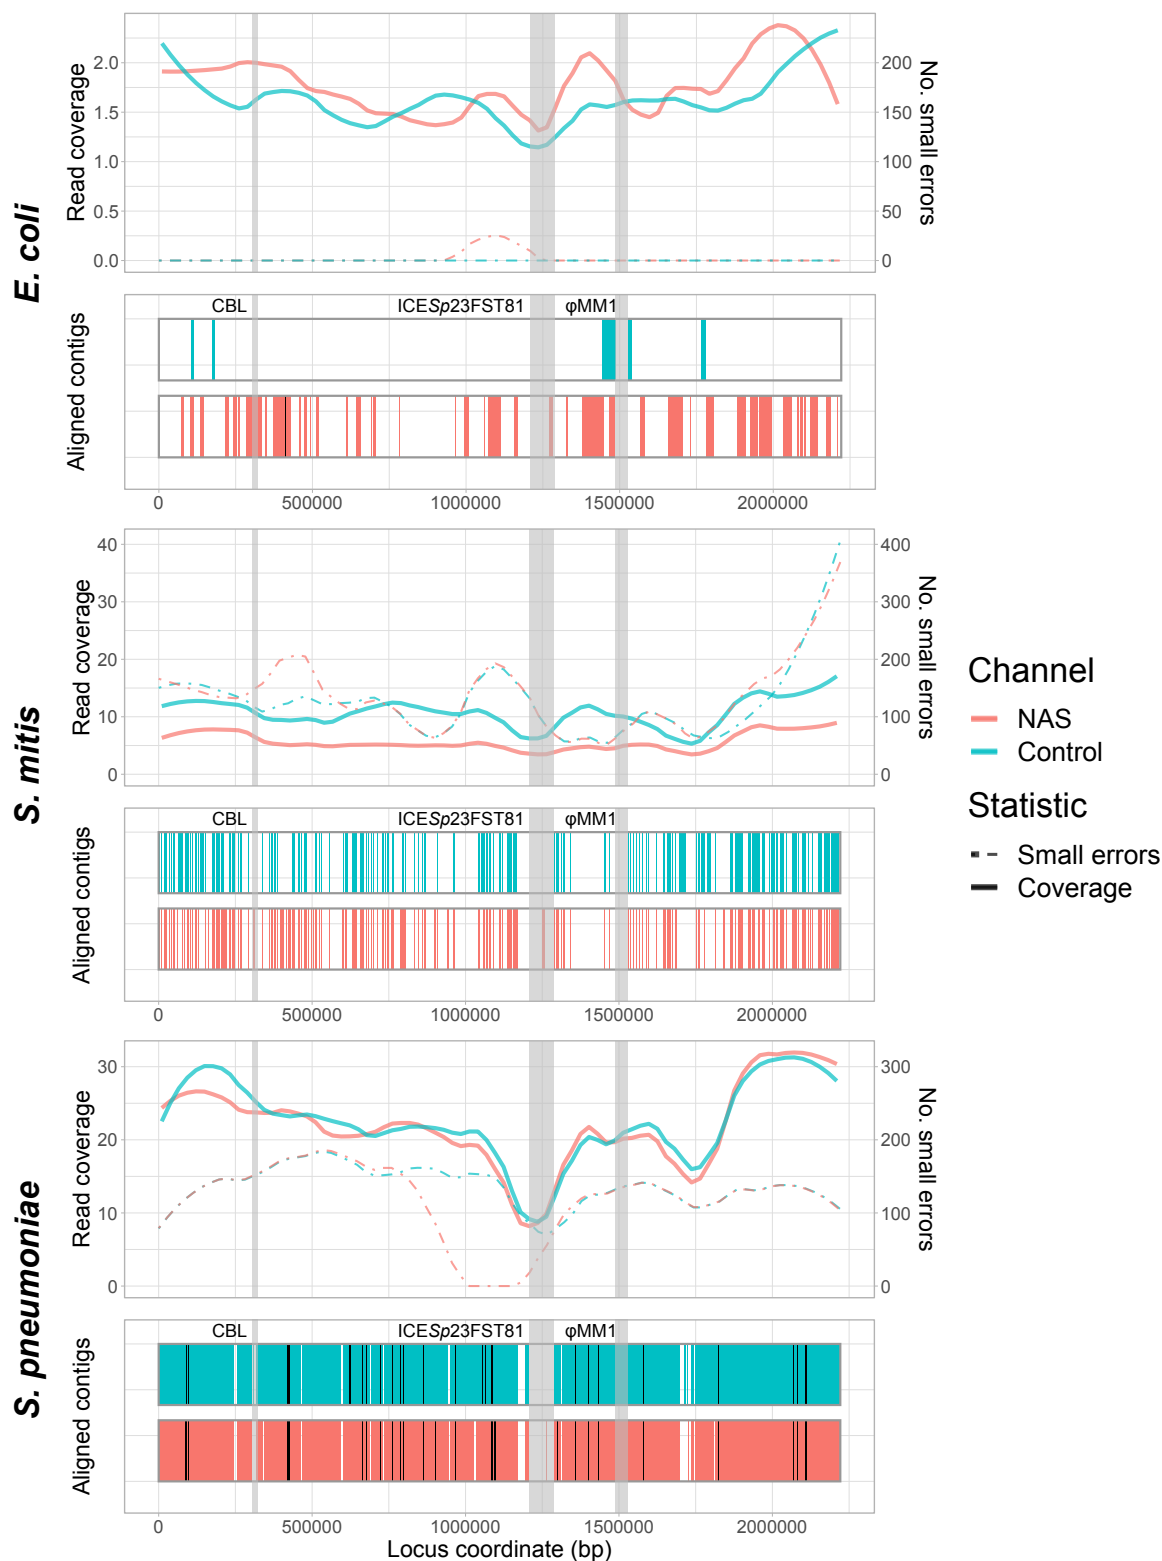 E. coli
Read coverage
2.0
1.5
1.0
0.5
0.0
200
150
100
50
0
No. small errors
Aligned contigs
CBL ICESp23FST81 φMM1
0 500000 1000000 1500000 2000000
S. mitis
Read coverage
40
30
20
10
0
400
300
200
100
0
No. small errors
Aligned contigs
CBL ICESp23FST81 φMM1
0 500000 1000000 1500000 2000000
S. pneumoniae
Read coverage
30
20
10
0
300
200
100
0
No. small errors
Aligned contigs
CBL ICESp23FST81 φMM1
0 500000 1000000 1500000 2000000
Locus coordinate (bp)
Channel
NAS
Control
Statistic
Small errors
Coverage